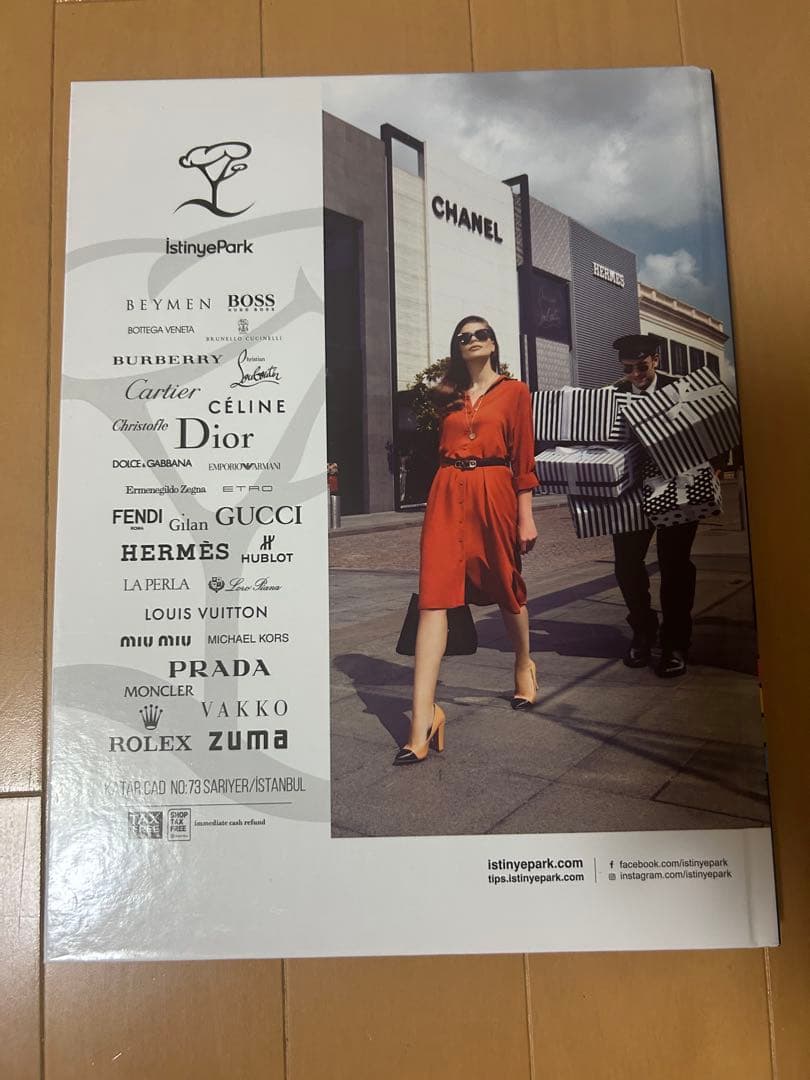 İstinyePark
BEYMEN BOSS
HUGO BOSS
BOTTEGA VENETA
BRUNELLO CUCINELLI
BURBERRY Christian
Louboutin
Cartier
CÉLINE
Christofle Dior
DOLCE & GABBANA EMPORIO ARMANI
Ermenegildo Zegna ETRO
FENDI
ROMA
Gilan GUCCI
HERMÈS H
HUBLOT
LA PERLA Loro Piana
LOUIS VUITTON
miu miu MICHAEL KORS
PRADA
MONCLER
VAKKO
ROLEX zuma
KATAR CAD NO:73 SARIYER/İSTANBUL
TAX
FREE
SHOP
TAX
FREE
immediate cash refund
CHANEL
HERMES
istinyepark.com
tips.istinyepark.com
facebook.com/istinyepark
instagram.com/istinyepark